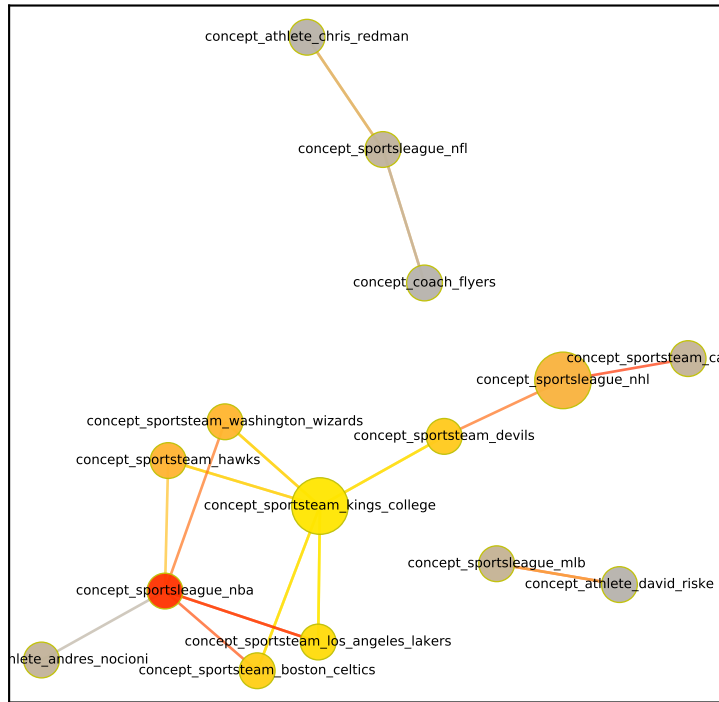 concept_athlete_chris_redman
concept_sportsleague_nfl
concept_coach_flyers
concept_sportsteam_ca
concept_sportsleague_nhl
concept_sportsteam_washington_wizards
concept_sportsteam_devils
concept_sportsteam_hawks
concept_sportsteam_kings_college
concept_sportsleague_mlb
concept_athlete_david_riske
concept_sportsleague_nba
concept_sportsteam_los_angeles_lakers
hlete_andres_nocioni
concept_sportsteam_boston_celtics